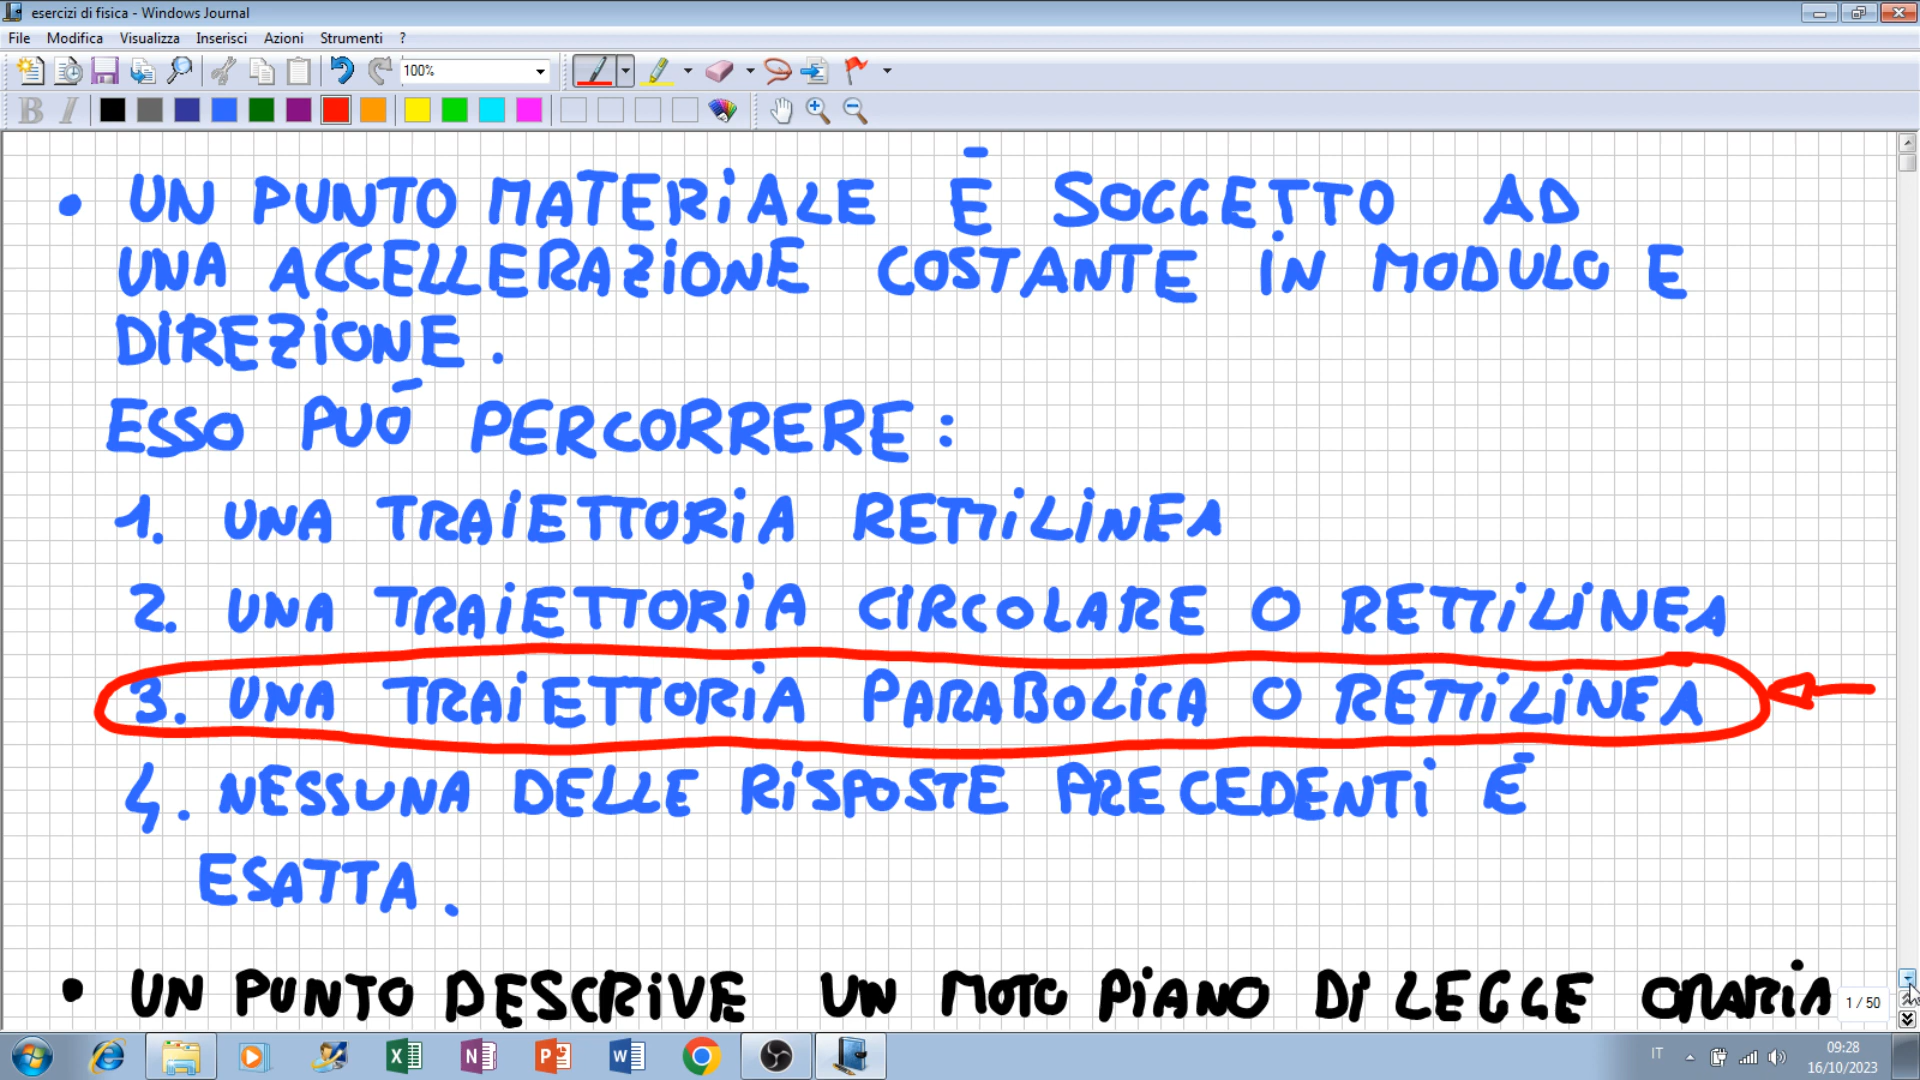 esercizi di fisica - Windows Journal
File Modifica Visualizza Inserisci Azioni Strumenti ?
100%
B I
• UN PUNTO MATERIALE È SOGGETTO AD
UNA ACCELLERAZIONE COSTANTE IN MODULO E
DIREZIONE.
ESSO PUÓ PERCORRERE:
1. UNA TRAIETTORIA RETTILINEA
2. UNA TRAIETTORIA CIRCOLARE O RETTILINEA
3. UNA TRAIETTORIA PARABOLICA O RETTILINEA
4. NESSUNA DELLE RISPOSTE PRECEDENTI É
ESATTA.
• UN PUNTO DESCRIVE UN MOTO PIANO DI LEGGE ORARIA
1 / 50
IT
09:28
16/10/2023